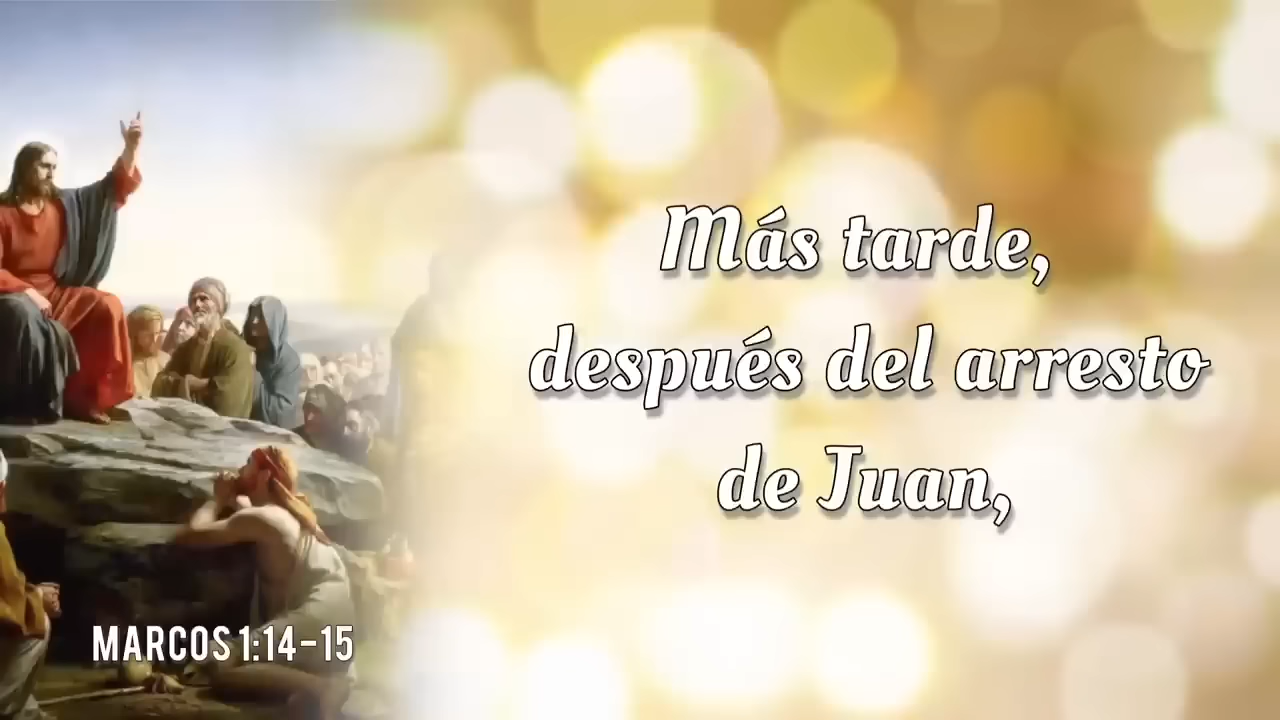 Más tarde,
después del arresto
de Juan,
MARCOS 1:14-15